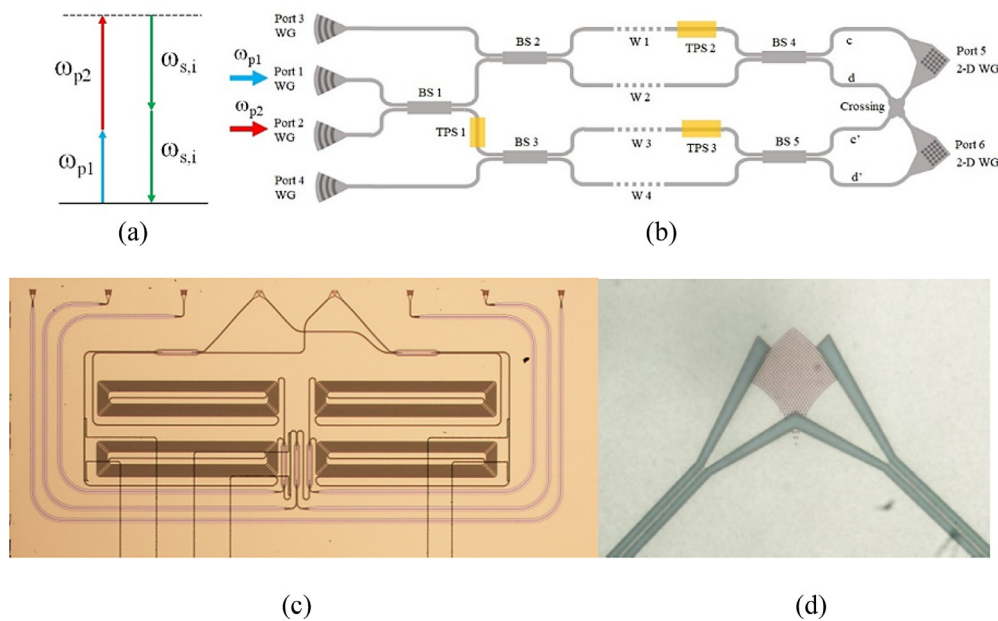 ωp2
ωs,i
ωp1
ωs,i
(a)
Port 3
WG
ωp1
Port 1
WG
ωp2
Port 2
WG
Port 4
WG
BS 1
TPS 1
BS 2
BS 3
W 1
TPS 2
W 2
W 3
TPS 3
W 4
BS 4
BS 5
c
d
Crossing
c'
d'
Port 5
2-D WG
Port 6
2-D WG
(b)
(c)
(d)